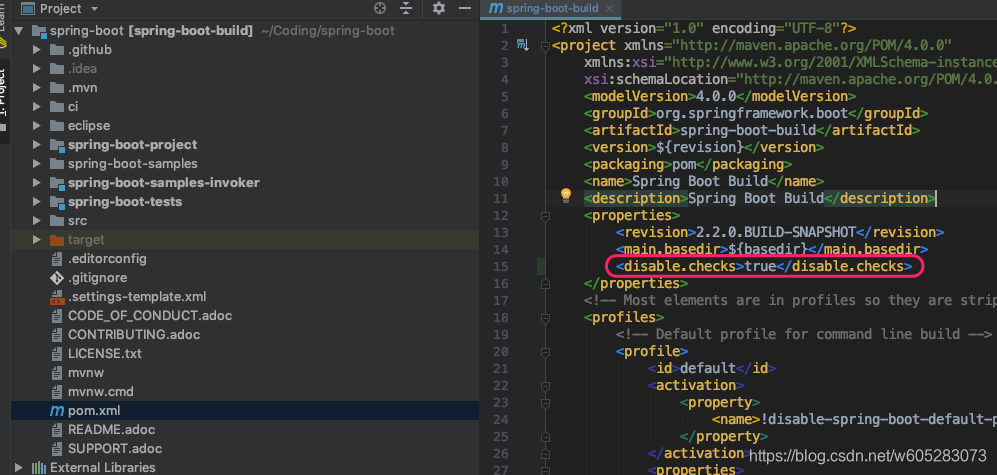 Learn
1: Project
Project
spring-boot [spring-boot-build] ~/Coding/spring-boot
.github
.idea
.mvn
ci
eclipse
spring-boot-project
spring-boot-samples
spring-boot-samples-invoker
spring-boot-tests
src
target
.editorconfig
.gitignore
.settings-template.xml
CODE_OF_CONDUCT.adoc
CONTRIBUTING.adoc
LICENSE.txt
mvnw
mvnw.cmd
pom.xml
README.adoc
SUPPORT.adoc
External Libraries
spring-boot-build
1 <?xml version="1.0" encoding="UTF-8"?>
2 <project xmlns="http://maven.apache.org/POM/4.0.0"
3 xmlns:xsi="http://www.w3.org/2001/XMLSchema-instance
4 xsi:schemaLocation="http://maven.apache.org/POM/4.0.
5 <modelVersion>4.0.0</modelVersion>
6 <groupId>org.springframework.boot</groupId>
7 <artifactId>spring-boot-build</artifactId>
8 <version>${revision}</version>
9 <packaging>pom</packaging>
10 <name>Spring Boot Build</name>
11 <description>Spring Boot Build</description>
12 <properties>
13 <revision>2.2.0.BUILD-SNAPSHOT</revision>
14 <main.basedir>${basedir}</main.basedir>
15 <disable.checks>true</disable.checks>
16 </properties>
17 <!-- Most elements are in profiles so they are strip
18 <profiles>
19 <!-- Default profile for command line build -->
20 <profile>
21 <id>default</id>
22 <activation>
23 <property>
24 <name>!disable-spring-boot-default-p
25 </property>
26 </activation>
27 <properties>
https://blog.csdn.net/w605283073